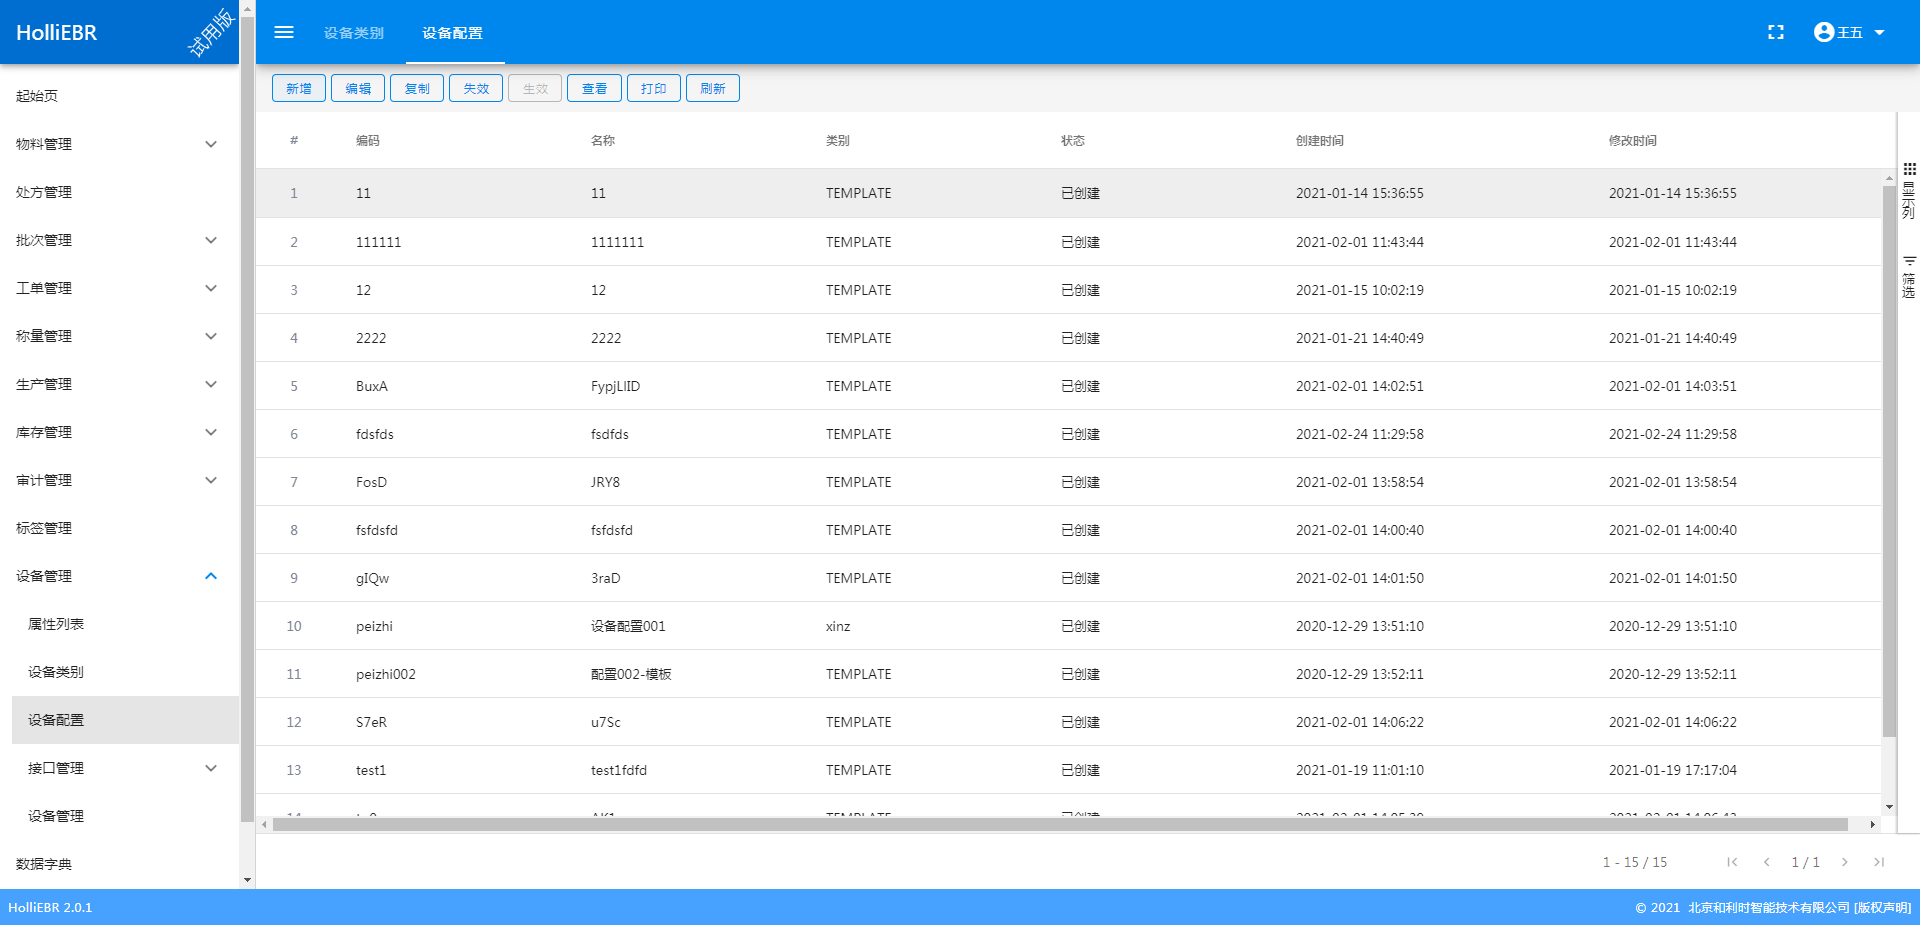 HolliEBR 试用版
设备类别 设备配置 王五
新增 编辑 复制 失效 生效 查看 打印 刷新
起始页
物料管理
处方管理
批次管理
工单管理
称量管理
生产管理
库存管理
审计管理
标签管理
设备管理
属性列表
设备类别
设备配置
接口管理
设备管理
数据字典
# 编码 名称 类别 状态 创建时间 修改时间
1 11 11 TEMPLATE 已创建 2021-01-14 15:36:55 2021-01-14 15:36:55
2 111111 1111111 TEMPLATE 已创建 2021-02-01 11:43:44 2021-02-01 11:43:44
3 12 12 TEMPLATE 已创建 2021-01-15 10:02:19 2021-01-15 10:02:19
4 2222 2222 TEMPLATE 已创建 2021-01-21 14:40:49 2021-01-21 14:40:49
5 BuxA TEMPLATE 已创建 2021-02-01 14:02:51 2021-02-01 14:03:51
6 fdsfds fsdfds TEMPLATE 已创建 2021-02-24 11:29:58 2021-02-24 11:29:58
7 FosD JRY8 TEMPLATE 已创建 2021-02-01 13:58:54 2021-02-01 13:58:54
8 fsfdsfd fsfdsfd TEMPLATE 已创建 2021-02-01 14:00:40 2021-02-01 14:00:40
9 gIQw 3raD TEMPLATE 已创建 2021-02-01 14:01:50 2021-02-01 14:01:50
10 peizhi 设备配置001 xinz 已创建 2020-12-29 13:51:10 2020-12-29 13:51:10
11 peizhi002 配置002-模板 TEMPLATE 已创建 2020-12-29 13:52:11 2020-12-29 13:52:11
12 S7eR u7Sc TEMPLATE 已创建 2021-02-01 14:06:22 2021-02-01 14:06:22
13 test1 test1fdfd TEMPLATE 已创建 2021-01-19 11:01:10 2021-01-19 17:17:04
显示列
筛选
1 - 15 / 15 1 / 1
HolliEBR 2.0.1
© 2021 北京和利时智能技术有限公司 [版权声明]